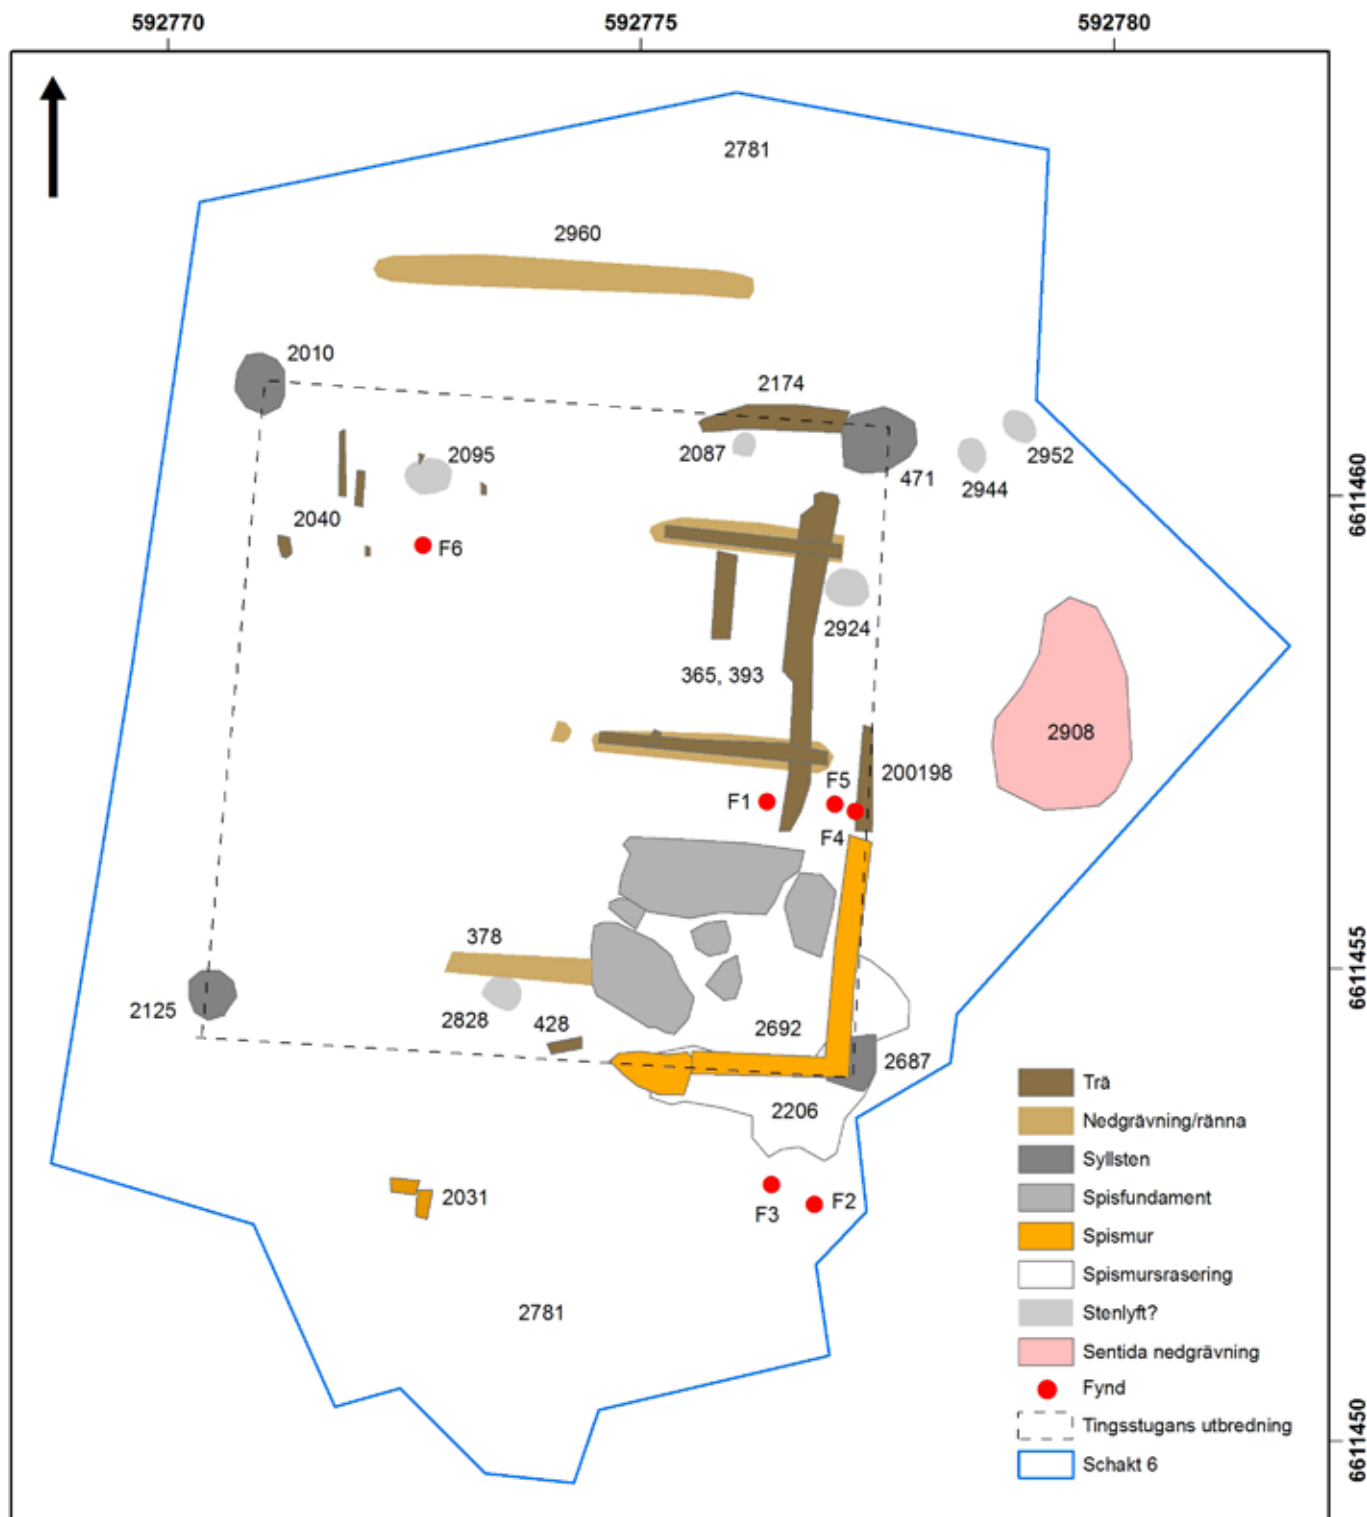 592770
592775
592780
2781
2960
2010
2174
2095
2087
471
2944
2952
6611460
2040
F6
2924
365, 393
2908
200198
F1
F5
F4
378
6611455
2125
2828
428
2692
2687
2206
2031
F3
F2
2781
Trä
Nedgrävning/ränna
Syllsten
Spisfundament
Spismur
Spismursrasering
Stenlyft?
Sentida nedgrävning
Fynd
Tingsstugans utbredning
Schakt 6
6611450